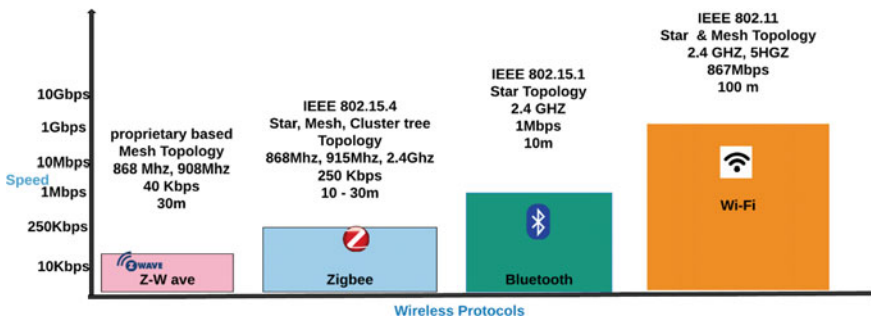 IEEE 802.11
Star & Mesh Topology
2.4 GHZ, 5HGZ
867Mbps
100 m
IEEE 802.15.1
Star Topology
2.4 GHZ
1Mbps
10m
IEEE 802.15.4
Star, Mesh, Cluster tree
Topology
868Mhz, 915Mhz, 2.4Ghz
250 Kbps
10 - 30m
proprietary based
Mesh Topology
868 Mhz, 908Mhz
40 Kbps
30m
10Gbps
1Gbps
10Mbps
Speed
1Mbps
250Kbps
10Kbps
Z WAVE
Z-W ave
Z
Zigbee
Bluetooth
Wi-Fi
Wireless Protocols